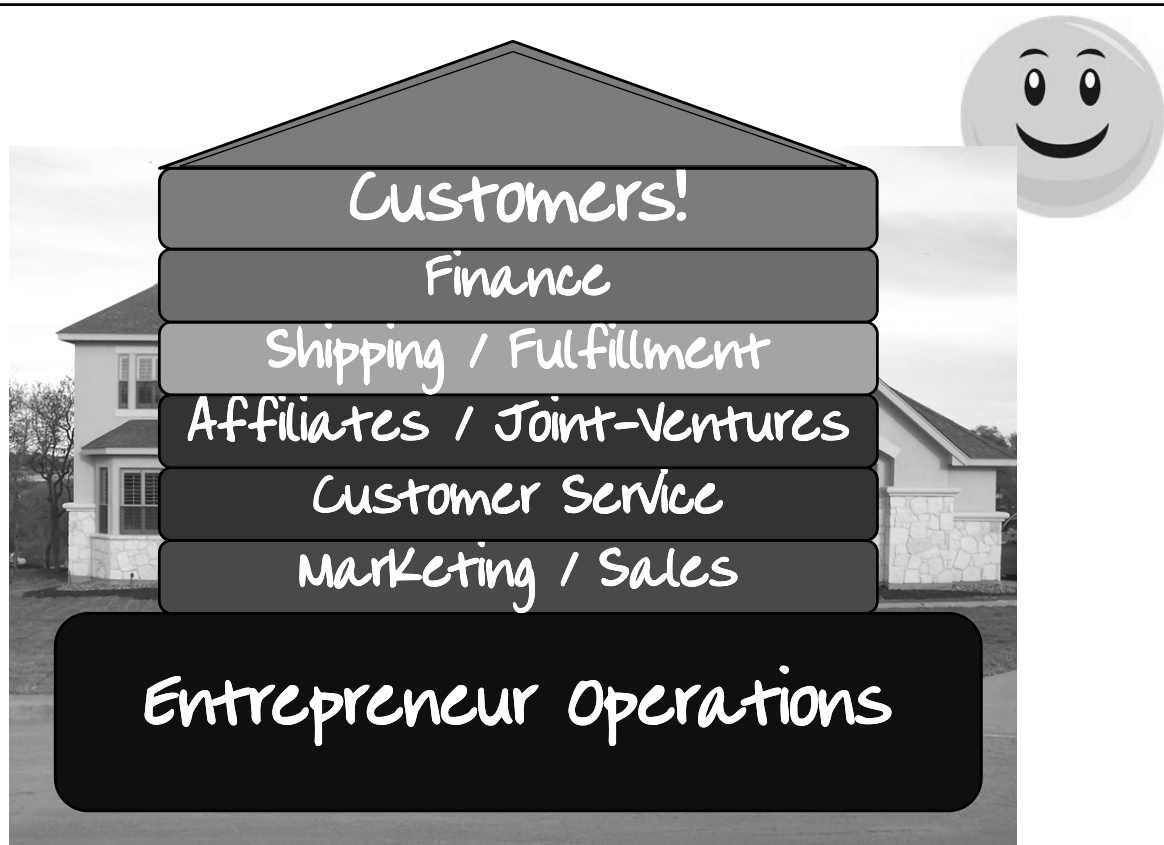 Customers!
Finance
Shipping / Fulfillment
Affiliates / Joint-Ventures
Customer Service
Marketing / Sales
Entrepreneur Operations